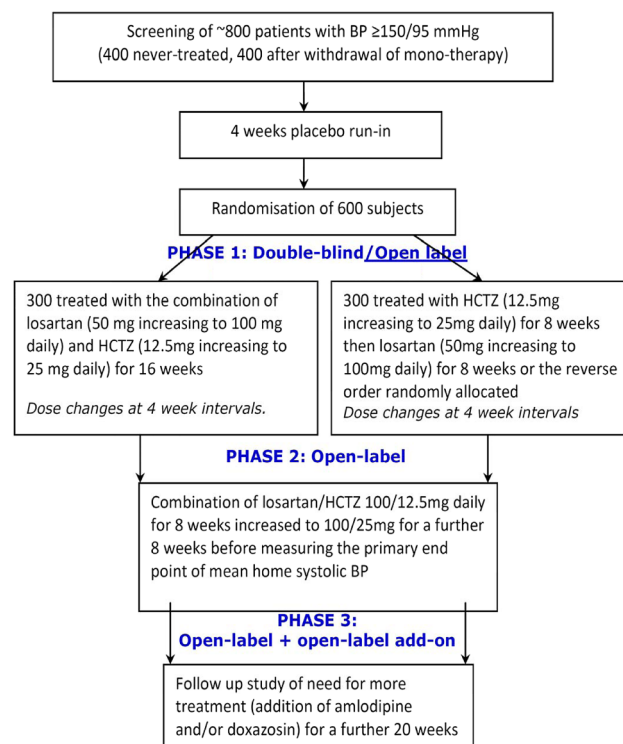 Screening of ~800 patients with BP ≥150/95 mmHg
(400 never-treated, 400 after withdrawal of mono-therapy)
4 weeks placebo run-in
Randomisation of 600 subjects
PHASE 1: Double-blind/Open label
300 treated with the combination of
losartan (50 mg increasing to 100 mg
daily) and HCTZ (12.5mg increasing to
25 mg daily) for 16 weeks
Dose changes at 4 week intervals.
300 treated with HCTZ (12.5mg
increasing to 25mg daily) for 8 weeks
then losartan (50mg increasing to
100mg daily) for 8 weeks or the reverse
order randomly allocated
Dose changes at 4 week intervals
PHASE 2: Open-label
Combination of losartan/HCTZ 100/12.5mg daily
for 8 weeks increased to 100/25mg for a further
8 weeks before measuring the primary end
point of mean home systolic BP
PHASE 3:
Open-label + open-label add-on
Follow up study of need for more
treatment (addition of amlodipine
and/or doxazosin) for a further 20 weeks